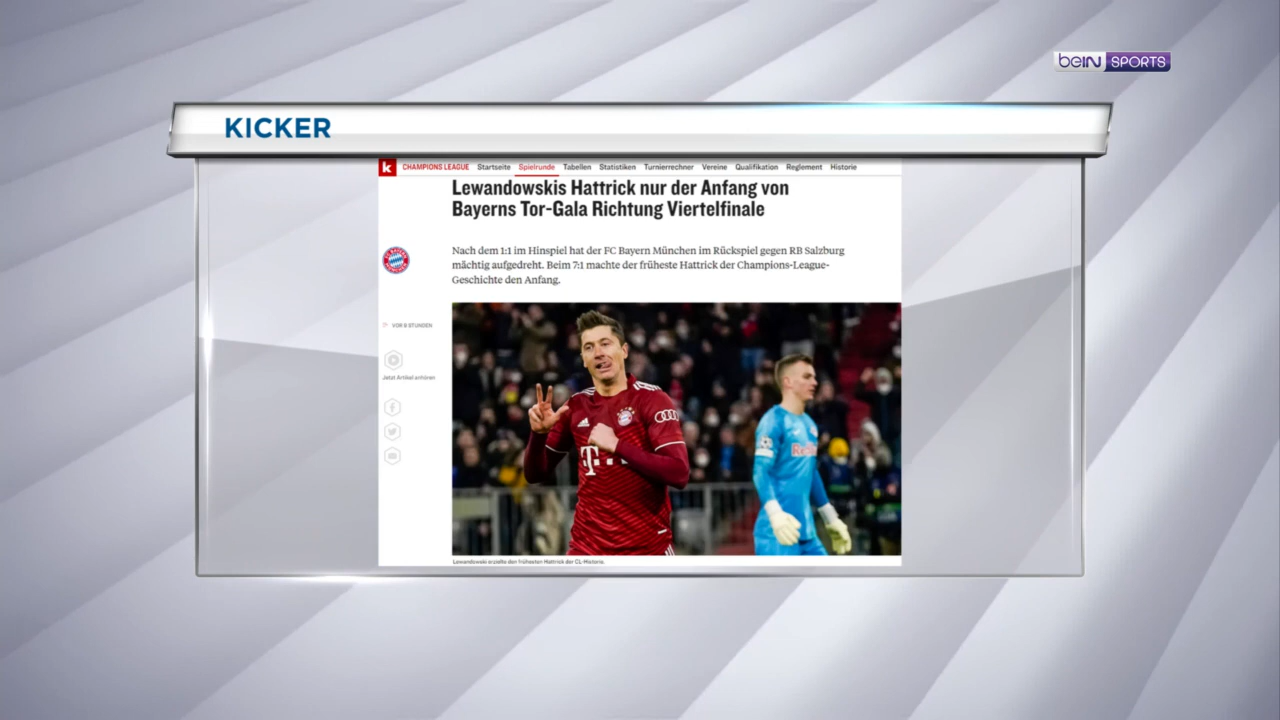 beIN SPORTS
KICKER
k CHAMPIONS LEAGUE Startseite Spielrunde Tabellen Statistiken Turnierrechner Vereine Qualifikation Reglement Historie
Lewandowskis Hattrick nur der Anfang von
Bayerns Tor-Gala Richtung Viertelfinale
Nach dem 1:1 im Hinspiel hat der FC Bayern München im Rückspiel gegen RB Salzburg
mächtig aufgedreht. Beim 7:1 machte der früheste Hattrick der Champions-League-
Geschichte den Anfang.
VOR 9 STUNDEN
Jetzt Artikel anhören
T
Lewandowski erzielte den frühesten Hattrick der CL-Historie.